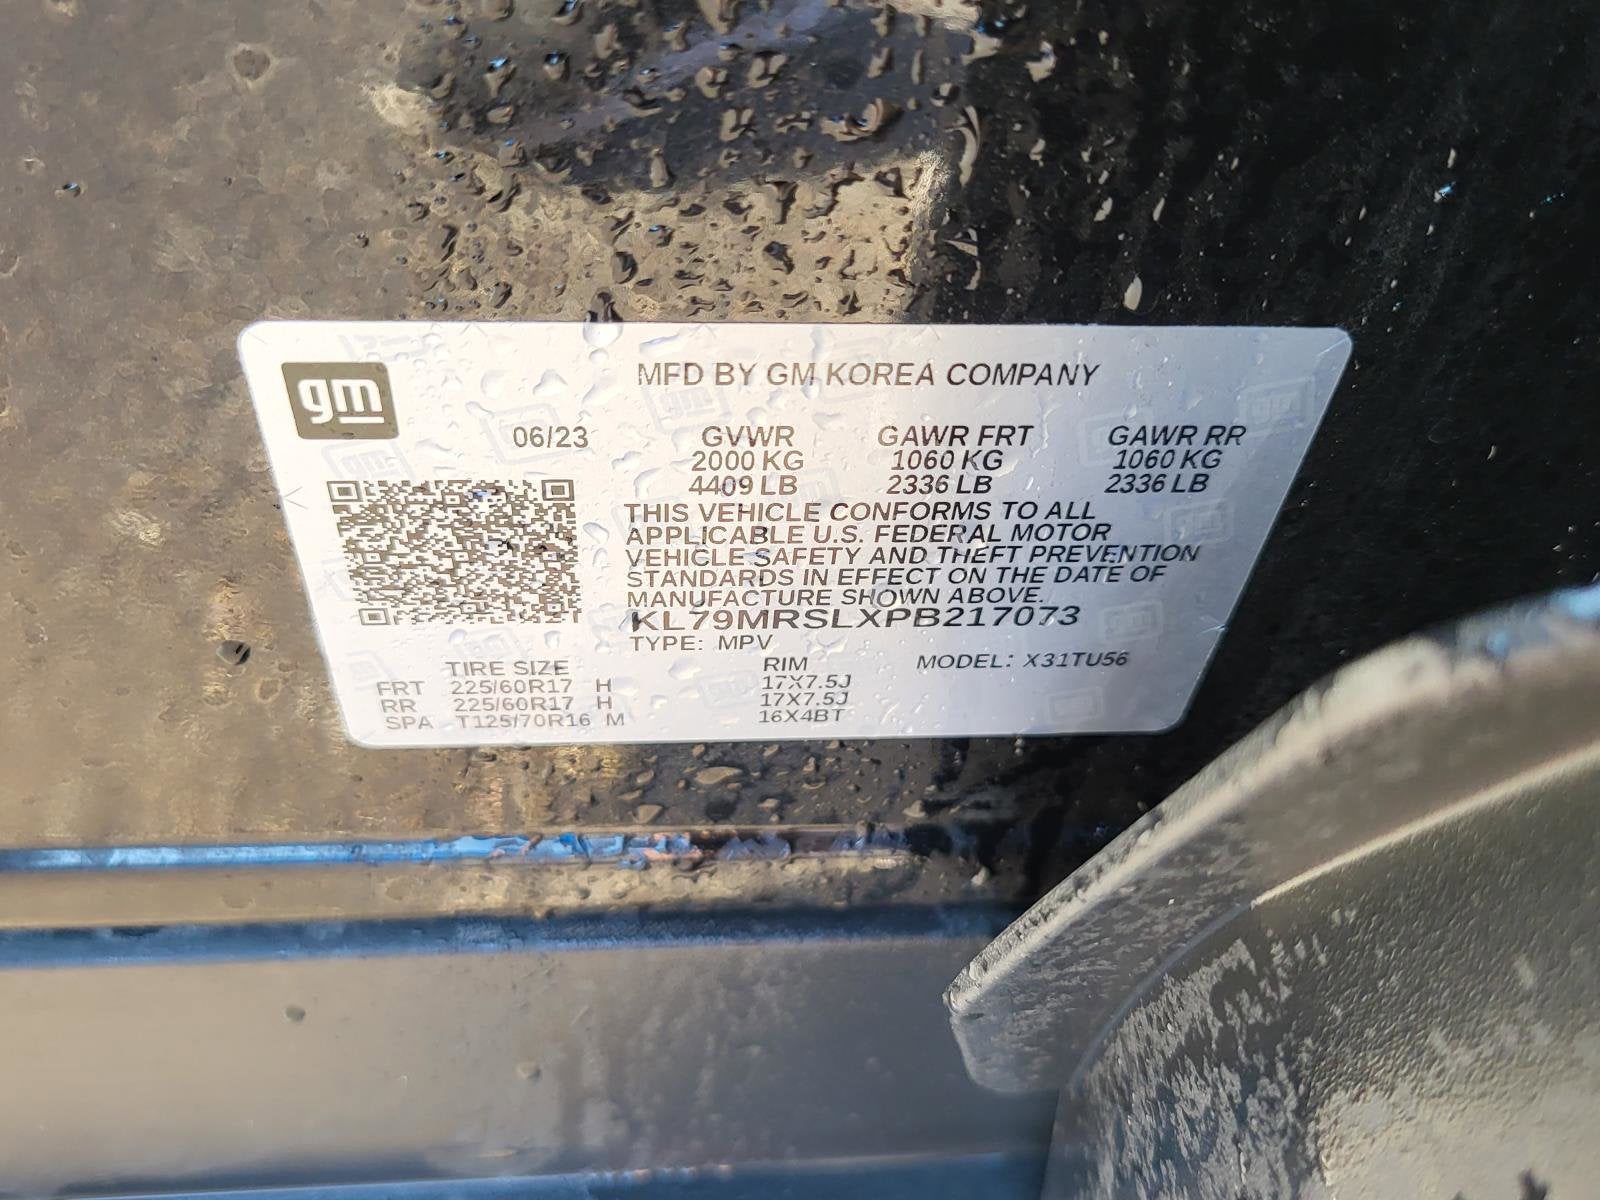 gm
MFD BY GM KOREA COMPANY
06/23
GVWR GAWR FRT GAWR RR
2000 KG 1060 KG 1060 KG
4409 LB 2336 LB 2336 LB
THIS VEHICLE CONFORMS TO ALL
APPLICABLE U.S. FEDERAL MOTOR
VEHICLE SAFETY AND THEFT PREVENTION
STANDARDS IN EFFECT ON THE DATE OF
MANUFACTURE SHOWN ABOVE.
KL79MRSLXPB217073
TYPE: MPV
TIRE SIZE RIM MODEL: X31TU56
FRT 225/60R17 H 17X7.5J
RR 225/60R17 H 17X7.5J
SPA T125/70R16 M 16X4BT